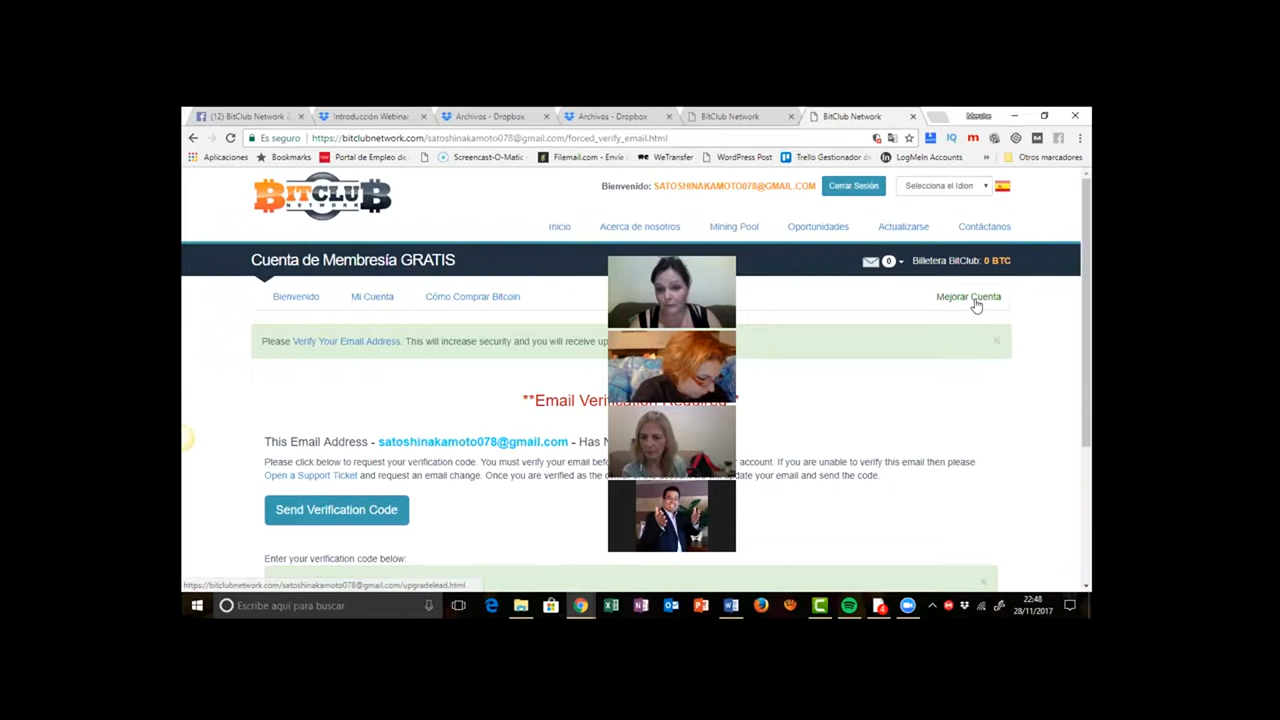 (12) BitClub Network
Introducción Webinar
Archivos - Dropbox
Archivos - Dropbox
BitClub Network
BitClub Network
Es seguro
https://bitclubnetwork.com/satoshinakamoto078@gmail.com/forced_verify_email.html
Aplicaciones
Bookmarks
Portal de Empleo de
Screencast-O-Matic
Filemail.com - Envíe
WeTransfer
WordPress Post
Trello Gestionador de
LogMeIn Accounts
»
Otros marcadores
BITCLUB
NETWORK
Bienvenido: SATOSHINAKAMOTO078@GMAIL.COM
Cerrar Sesión
Selecciona el Idiom
Inicio
Acerca de nosotros
Mining Pool
Oportunidades
Actualizarse
Contáctanos
Cuenta de Membresía GRATIS
0
Billetera BitClub: 0 BTC
Bienvenido
Mi Cuenta
Cómo Comprar Bitcoin
Mejorar Cuenta
Please Verify Your Email Address. This will increase security and you will receive
**Email
This Email Address - satoshinakamoto078@gmail.com - Has
Please click below to request your verification code. You must verify your email account. If you are unable to verify this email then please
Open a Support Ticket and request an email change. Once you are verified as the your email and send the code.
Send Verification Code
Enter your verification code below:
https://bitclubnetwork.com/satoshinakamoto078@gmail.com/upgradelead.html
Escribe aquí para buscar
22:48
28/11/2017